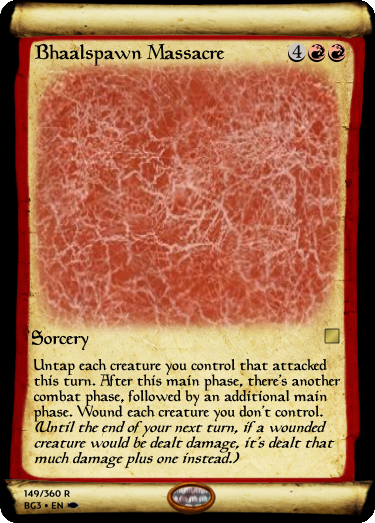 Bhaalspawn Massacre 4
Sorcery
Untap each creature you control that attacked
this turn. After this main phase, there's another
combat phase, followed by an additional main
phase. Wound each creature you don't control.
(Until the end of your next turn, if a wounded
creature would be dealt damage, it's dealt that
much damage plus one instead.)
149/360 R
BG3 • EN